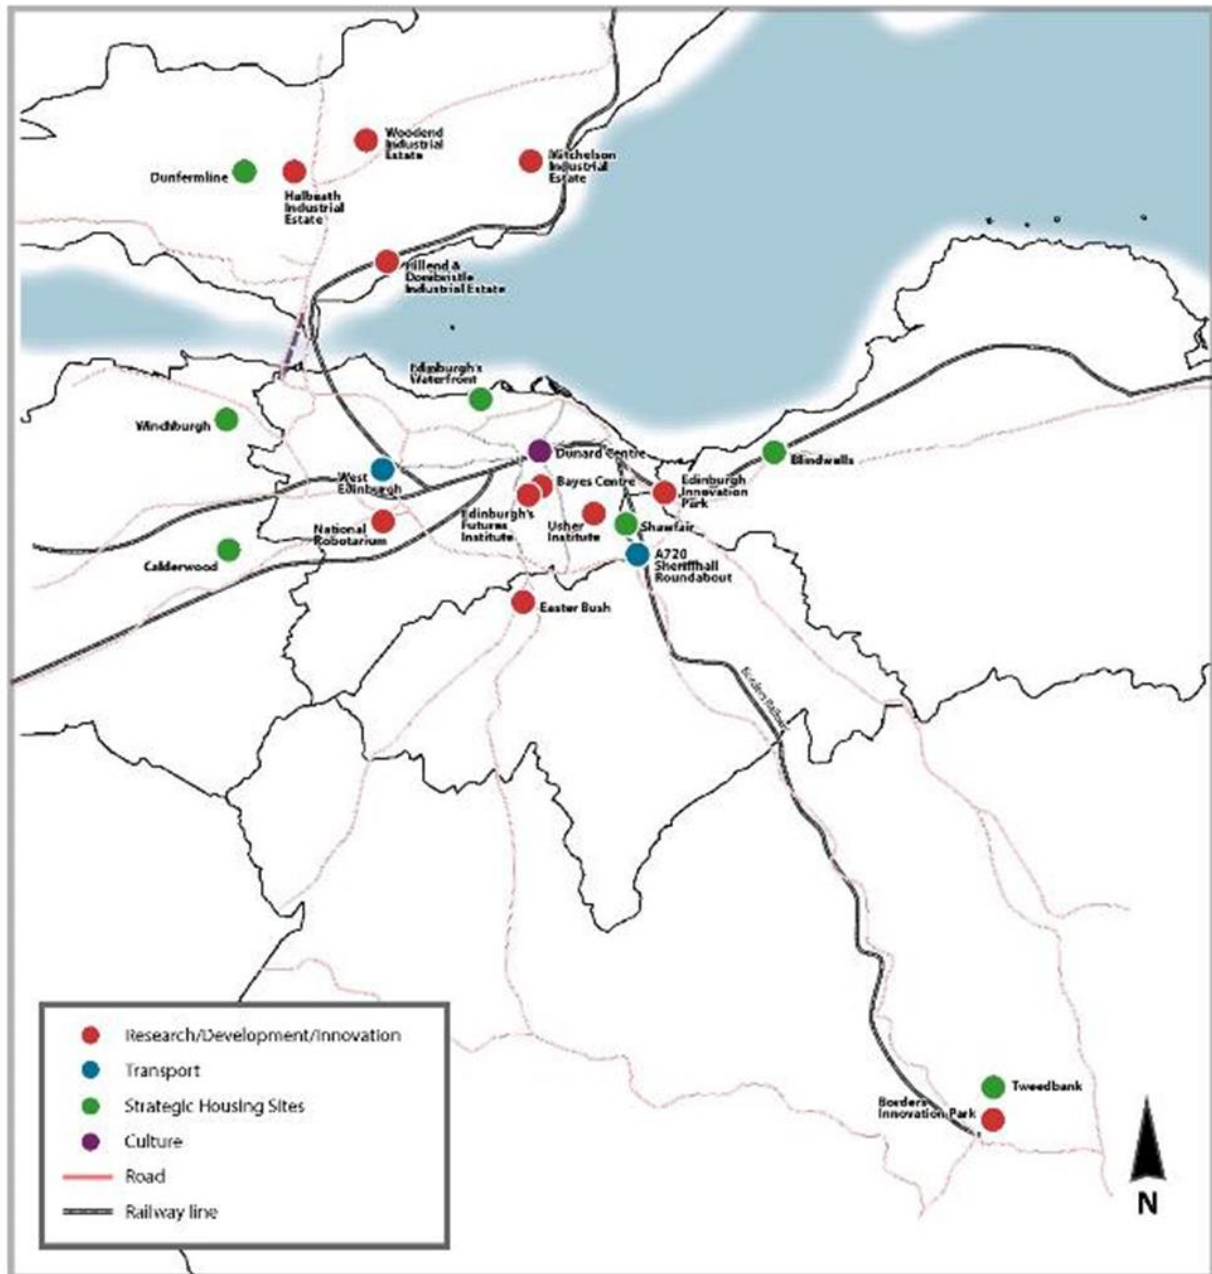 Woodend
Industrial
Estate
Mitchelson
Industrial
Estate
Dunfermline
Halbeath
Industrial
Estate
Hillend &
Donibristle
Industrial Estate
Edinburgh's
Waterfront
Winchburgh
Dunard Centre
Blindwells
West
Edinburgh
Bayes Centre
Edinburgh
Innovation
Park
Edinburgh's
Futures
Institute
Usher
Institute
Shawfair
National
Robotarium
Calderwood
A720
Sheriffhall
Roundabout
Easter Bush
Borders Railway
Research/Development/Innovation
Transport
Strategic Housing Sites
Culture
Road
Railway line
Tweedbank
Borders
Innovation Park
N